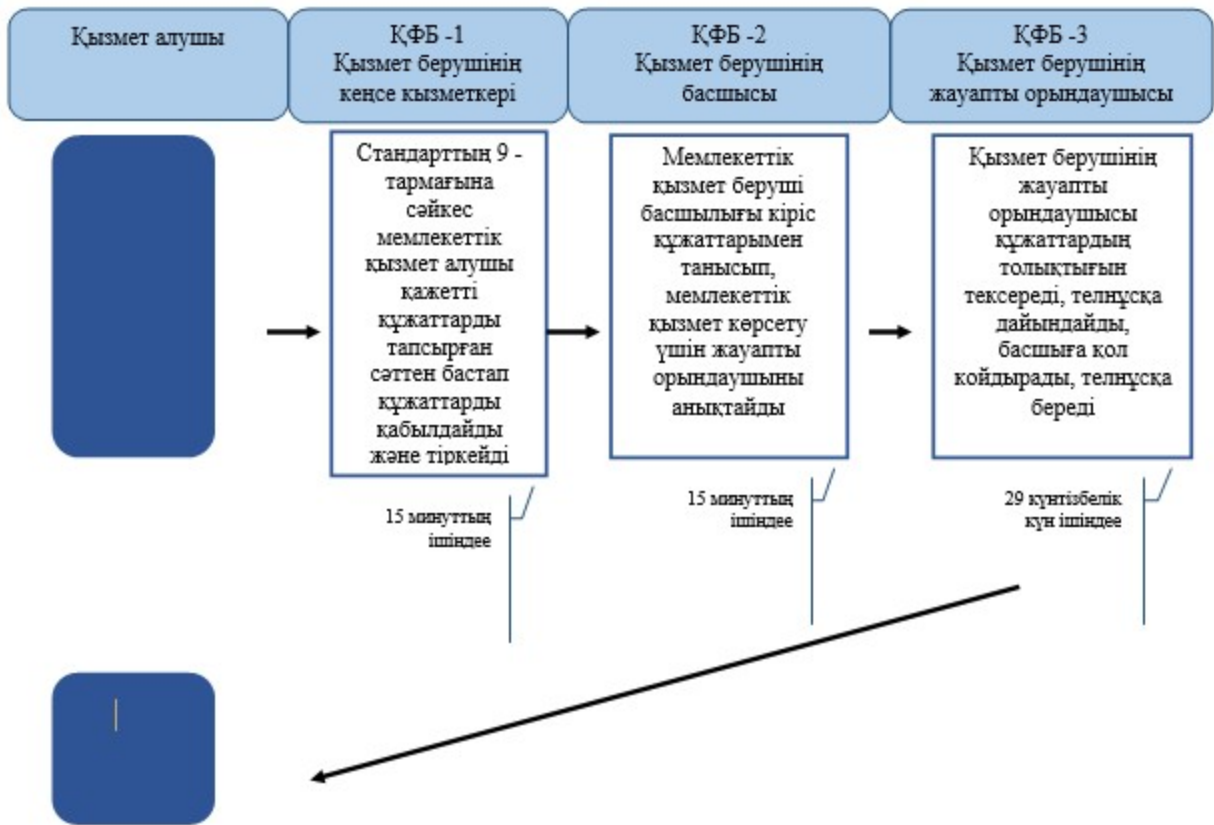 Қызмет алушы
ҚФБ -1
Қызмет берушінің
кеңсе кызметкері
ҚФБ -2
Қызмет берушінің
басшысы
ҚФБ -3
Қызмет берушінің
жауапты орындаушысы
Стандарттың 9 -
тармағына
сәйкес
мемлекеттік
қызмет алушы
қажетті
құжаттарды
тапсырған
сәттен бастап
құжаттарды
қабылдайды
және тіркейді
Мемлекеттік
қызмет беруші
басшылығы кіріс
құжаттарымен
танысып,
мемлекеттік
қызмет көрсету
үшін жауапты
орындаушыны
анықтайды
Қызмет берушінің
жауапты
орындаушысы
құжаттардың
толықтығын
тексереді, телнұсқа
дайындайды,
басшыға қол
койдырады, телнұсқа
береді
15 минуттың
ішіндее
15 минуттың
ішіндее
29 күнтізбелік
күн ішіндее